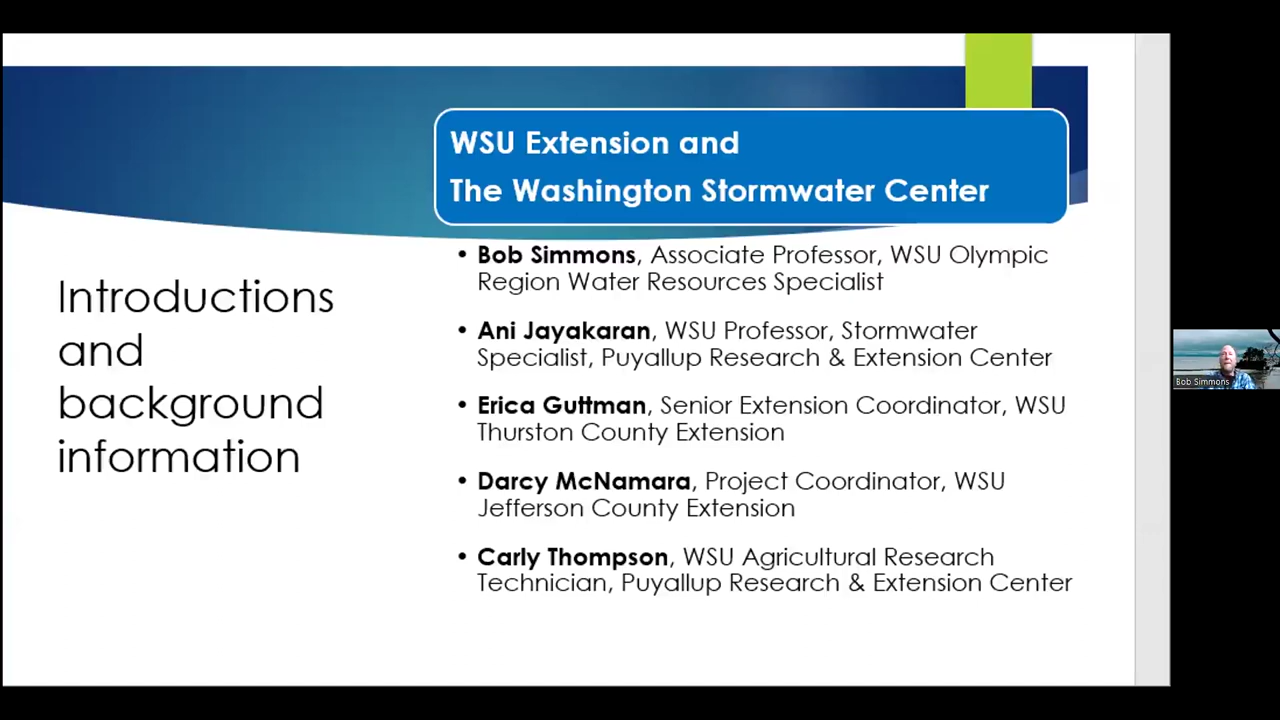 WSU Extension and
The Washington Stormwater Center
Introductions
and
background
information
• Bob Simmons, Associate Professor, WSU Olympic
Region Water Resources Specialist
• Ani Jayakaran, WSU Professor, Stormwater
Specialist, Puyallup Research & Extension Center
• Erica Guttman, Senior Extension Coordinator, WSU
Thurston County Extension
• Darcy McNamara, Project Coordinator, WSU
Jefferson County Extension
• Carly Thompson, WSU Agricultural Research
Technician, Puyallup Research & Extension Center
Bob Simmons